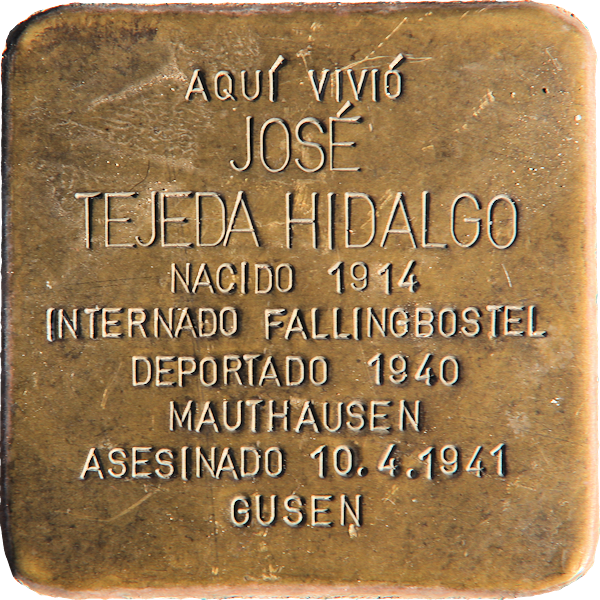 AQUÍ VIVIÓ
JOSÉ
TEJEDA HIDALGO
NACIDO 1914
INTERNADO FALLINGBOSTEL
DEPORTADO 1940
MAUTHAUSEN
ASESINADO 10.4.1941
GUSEN